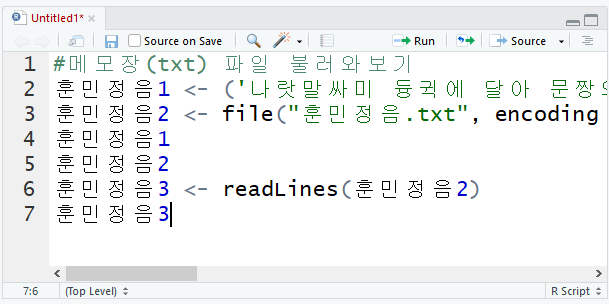 Untitled1*
Source on Save
Run
Source
1 #메모장(txt) 파일 불러와보기
2 훈민정음1 <- ('나랏말싸미 듕귁에 달아 문짱
3 훈민정음2 <- file("훈민정음.txt", encoding
4 훈민정음1
5 훈민정음2
6 훈민정음3 <- readLines(훈민정음2)
7 훈민정음3
7:6
(Top Level)
R Script